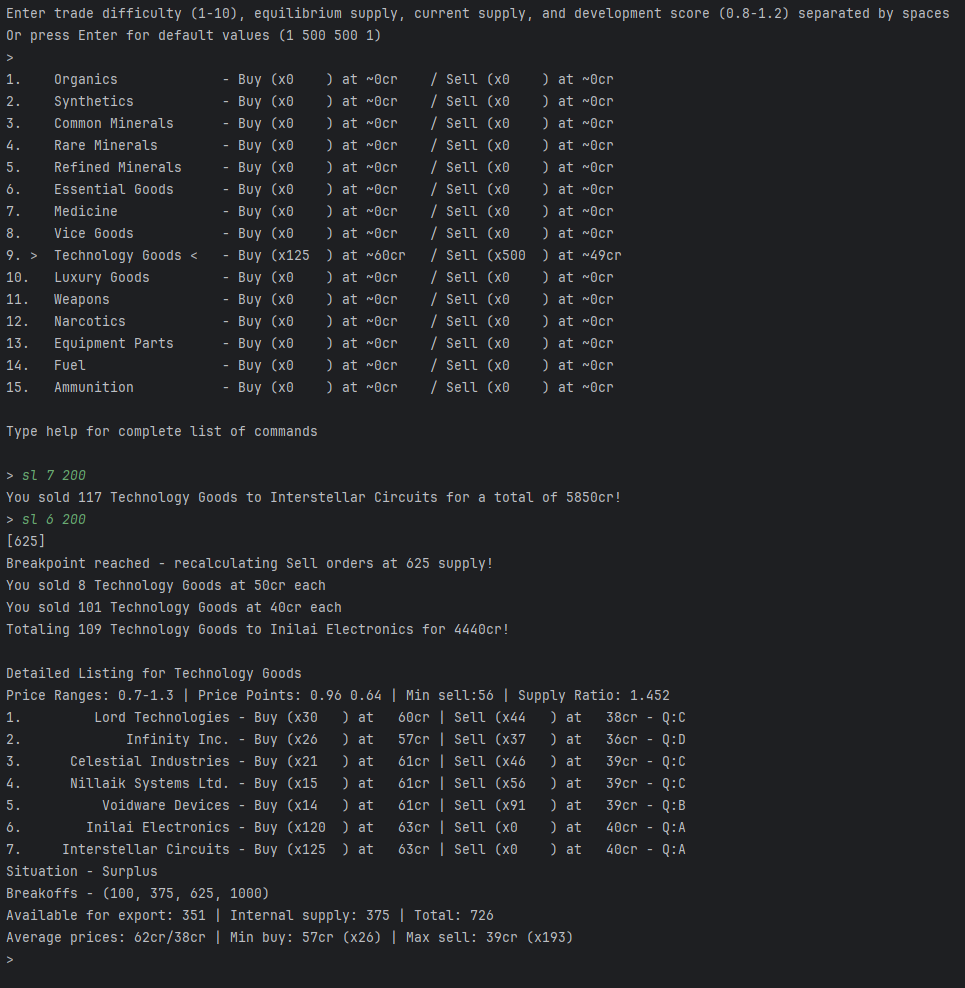 Enter trade difficulty (1-10), equilibrium supply, current supply, and development score (0.8-1.2) separated by spaces
Or press Enter for default values (1 500 500 1)
>
1.    Organics             - Buy (x0    ) at ~0cr    / Sell (x0    ) at ~0cr
2.    Synthetics           - Buy (x0    ) at ~0cr    / Sell (x0    ) at ~0cr
3.    Common Minerals      - Buy (x0    ) at ~0cr    / Sell (x0    ) at ~0cr
4.    Rare Minerals        - Buy (x0    ) at ~0cr    / Sell (x0    ) at ~0cr
5.    Refined Minerals     - Buy (x0    ) at ~0cr    / Sell (x0    ) at ~0cr
6.    Essential Goods      - Buy (x0    ) at ~0cr    / Sell (x0    ) at ~0cr
7.    Medicine             - Buy (x0    ) at ~0cr    / Sell (x0    ) at ~0cr
8.    Vice Goods           - Buy (x0    ) at ~0cr    / Sell (x0    ) at ~0cr
9. >  Technology Goods <   - Buy (x125  ) at ~60cr   / Sell (x500  ) at ~49cr
10.   Luxury Goods         - Buy (x0    ) at ~0cr    / Sell (x0    ) at ~0cr
11.   Weapons              - Buy (x0    ) at ~0cr    / Sell (x0    ) at ~0cr
12.   Narcotics            - Buy (x0    ) at ~0cr    / Sell (x0    ) at ~0cr
13.   Equipment Parts      - Buy (x0    ) at ~0cr    / Sell (x0    ) at ~0cr
14.   Fuel                 - Buy (x0    ) at ~0cr    / Sell (x0    ) at ~0cr
15.   Ammunition           - Buy (x0    ) at ~0cr    / Sell (x0    ) at ~0cr
Type help for complete list of commands
> sl 7 200
You sold 117 Technology Goods to Interstellar Circuits for a total of 5850cr!
> sl 6 200
[625]
Breakpoint reached - recalculating Sell orders at 625 supply!
You sold 8 Technology Goods at 50cr each
You sold 101 Technology Goods at 40cr each
Totaling 109 Technology Goods to Inilai Electronics for 4440cr!
Detailed Listing for Technology Goods
Price Ranges: 0.7-1.3 | Price Points: 0.96 0.64 | Min sell:56 | Supply Ratio: 1.452
1.         Lord Technologies - Buy (x30   ) at   60cr | Sell (x44   ) at   38cr - Q:C
2.             Infinity Inc. - Buy (x26   ) at   57cr | Sell (x37   ) at   36cr - Q:D
3.      Celestial Industries - Buy (x21   ) at   61cr | Sell (x46   ) at   39cr - Q:C
4.      Nillaik Systems Ltd. - Buy (x15   ) at   61cr | Sell (x56   ) at   39cr - Q:C
5.          Voidware Devices - Buy (x14   ) at   61cr | Sell (x91   ) at   39cr - Q:B
6.        Inilai Electronics - Buy (x120  ) at   63cr | Sell (x0    ) at   40cr - Q:A
7.     Interstellar Circuits - Buy (x125  ) at   63cr | Sell (x0    ) at   40cr - Q:A
Situation - Surplus
Breakoffs - (100, 375, 625, 1000)
Available for export: 351 | Internal supply: 375 | Total: 726
Average prices: 62cr/38cr | Min buy: 57cr (x26) | Max sell: 39cr (x193)
>